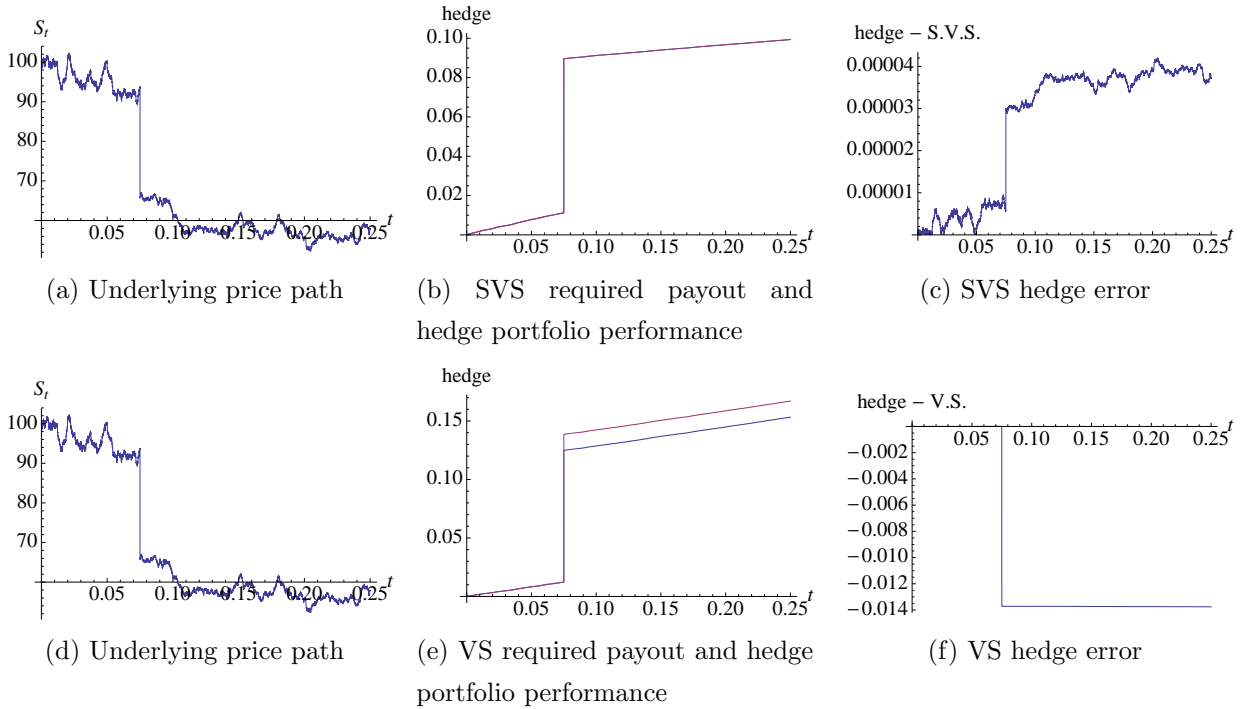 S_t
100
90
80
70
0.05 0.10 0.15 0.20 0.25 t
(a) Underlying price path
hedge
0.10
0.08
0.06
0.04
0.02
0.05 0.10 0.15 0.20 0.25 t
(b) SVS required payout and
hedge portfolio performance
hedge − S.V.S.
0.00004
0.00003
0.00002
0.00001
0.05 0.10 0.15 0.20 0.25 t
(c) SVS hedge error
S_t
100
90
80
70
0.05 0.10 0.15 0.20 0.25 t
(d) Underlying price path
hedge
0.15
0.10
0.05
0.05 0.10 0.15 0.20 0.25 t
(e) VS required payout and hedge
portfolio performance
hedge − V.S.
0.05 0.10 0.15 0.20 0.25 t
−0.002
−0.004
−0.006
−0.008
−0.010
−0.012
−0.014
(f) VS hedge error